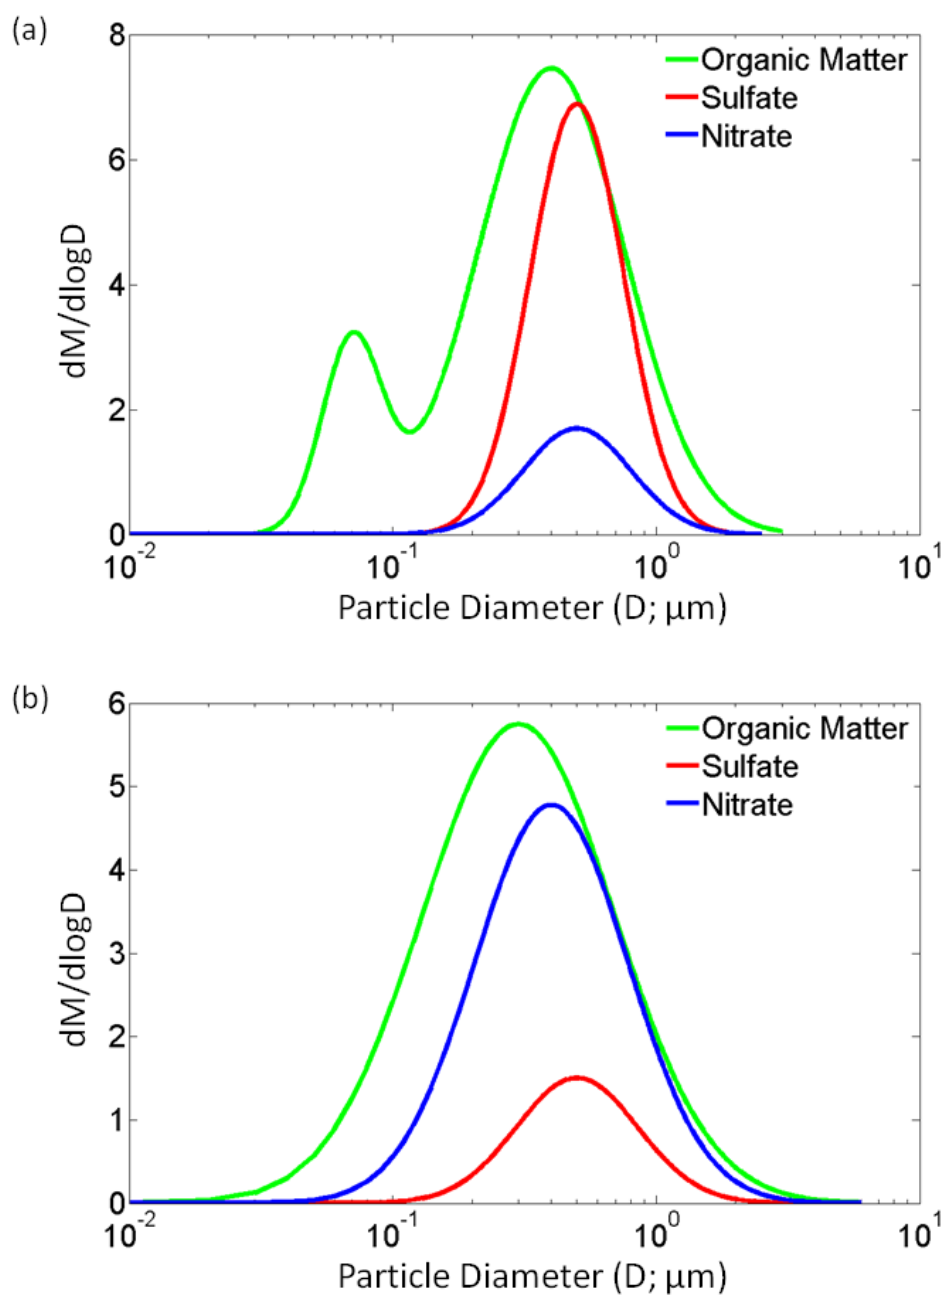 (a)
8
6
4
2
0
dM/dlogD
Organic Matter
Sulfate
Nitrate
10-2
10-1
100
101
Particle Diameter (D; μm)
(b)
6
5
4
3
2
1
0
dM/dlogD
Organic Matter
Sulfate
Nitrate
10-2
10-1
100
101
Particle Diameter (D; μm)